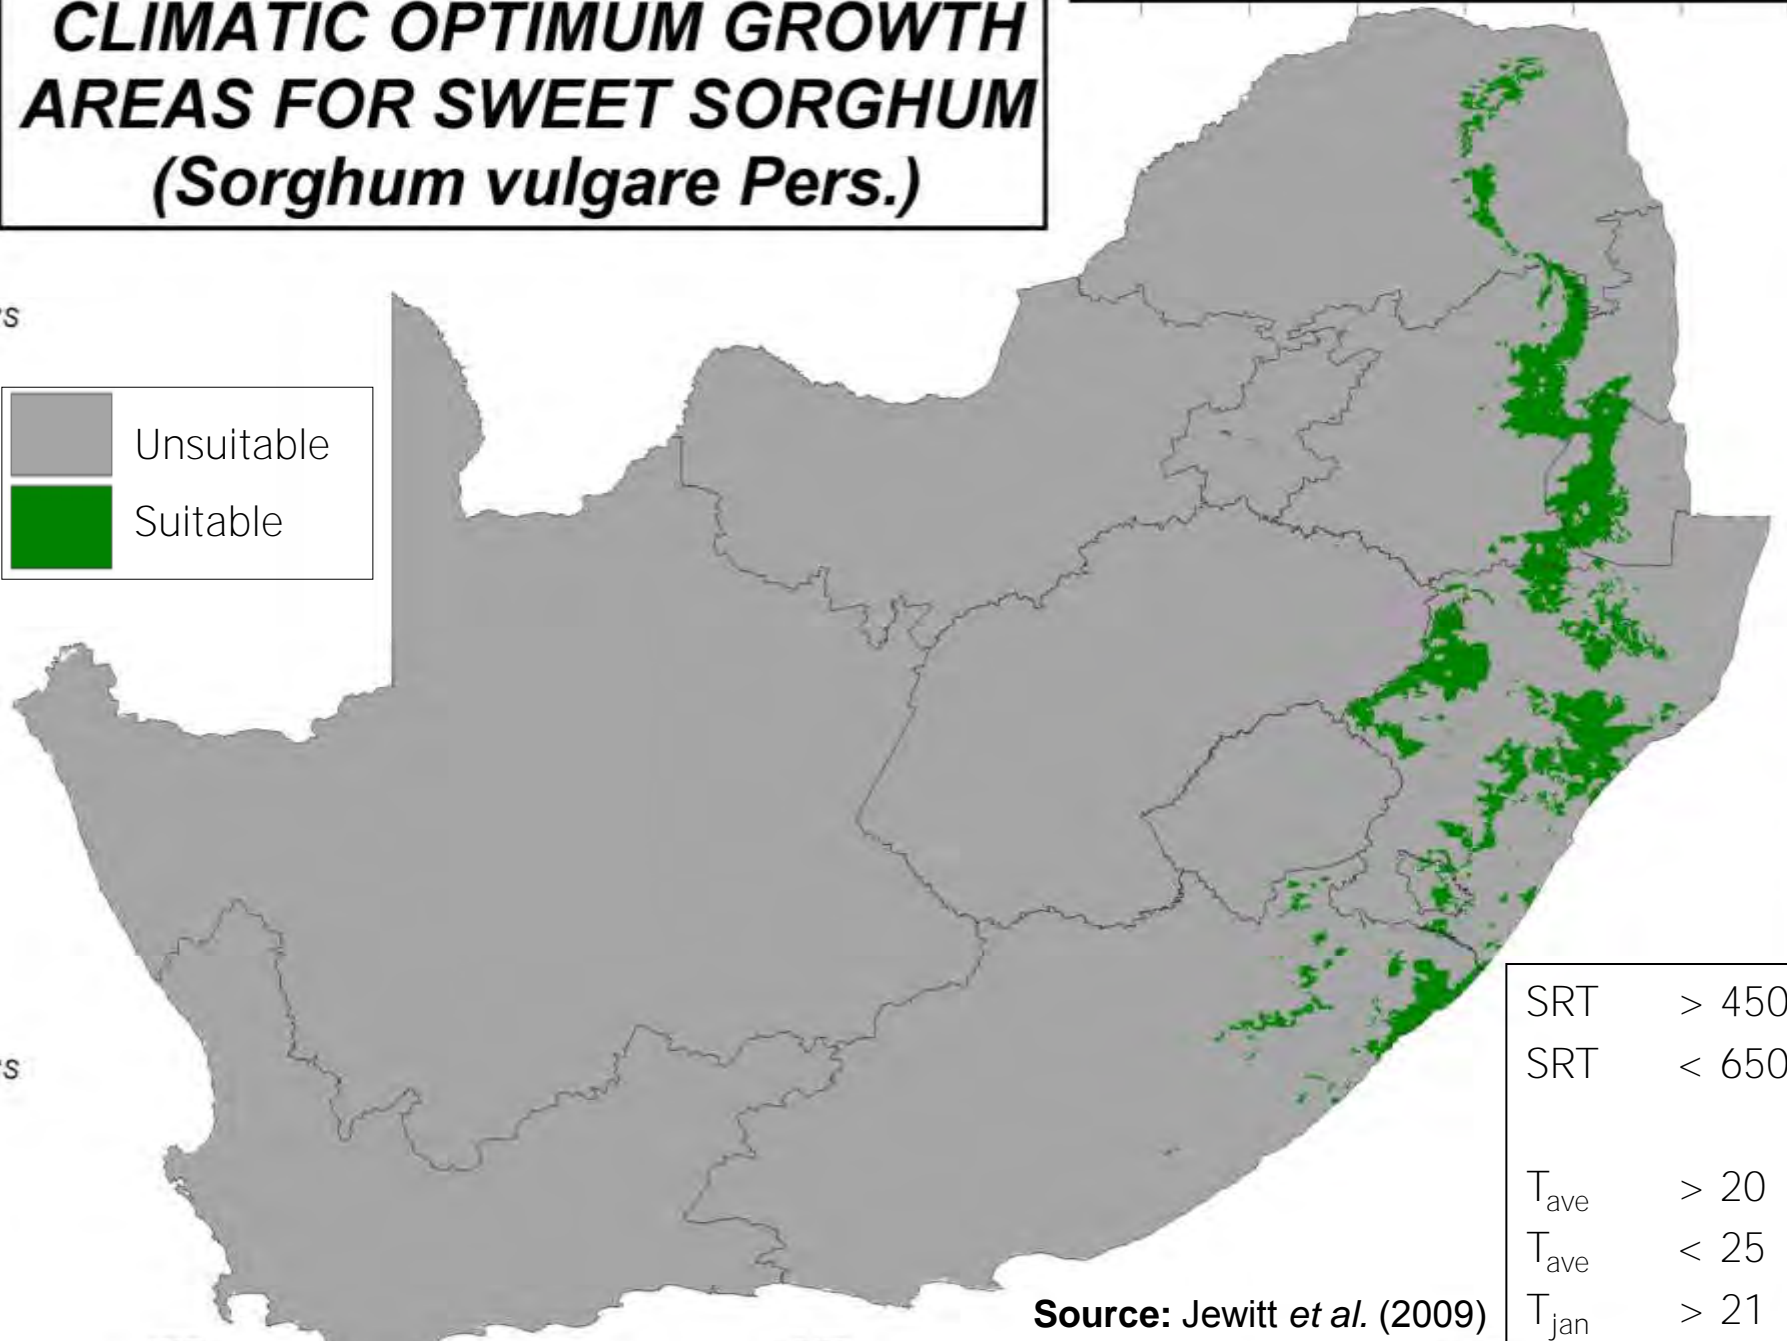 CLIMATIC OPTIMUM GROWTH
AREAS FOR SWEET SORGHUM
(Sorghum vulgare Pers.)
Unsuitable
Suitable
SRT > 450
SRT < 650
Tave > 20
Tave < 25
Tjan > 21
Source: Jewitt et al. (2009)